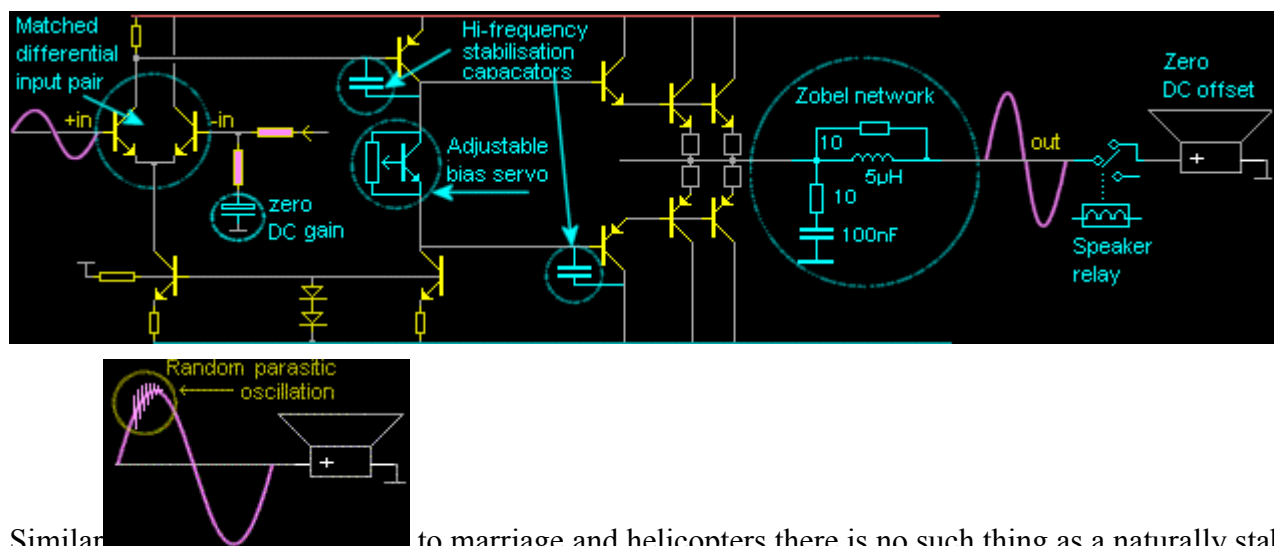 Matched
differential
input pair
+in
-in
zero
DC gain
Hi-frequency
stabilisation
capacators
Adjustable
bias servo
Zobel network
10
5µH
10
100nF
out
Zero
DC offset
+
Speaker
relay
Random parasitic
oscillation
+
Similar to marriage and helicopters there is no such thing as a naturally